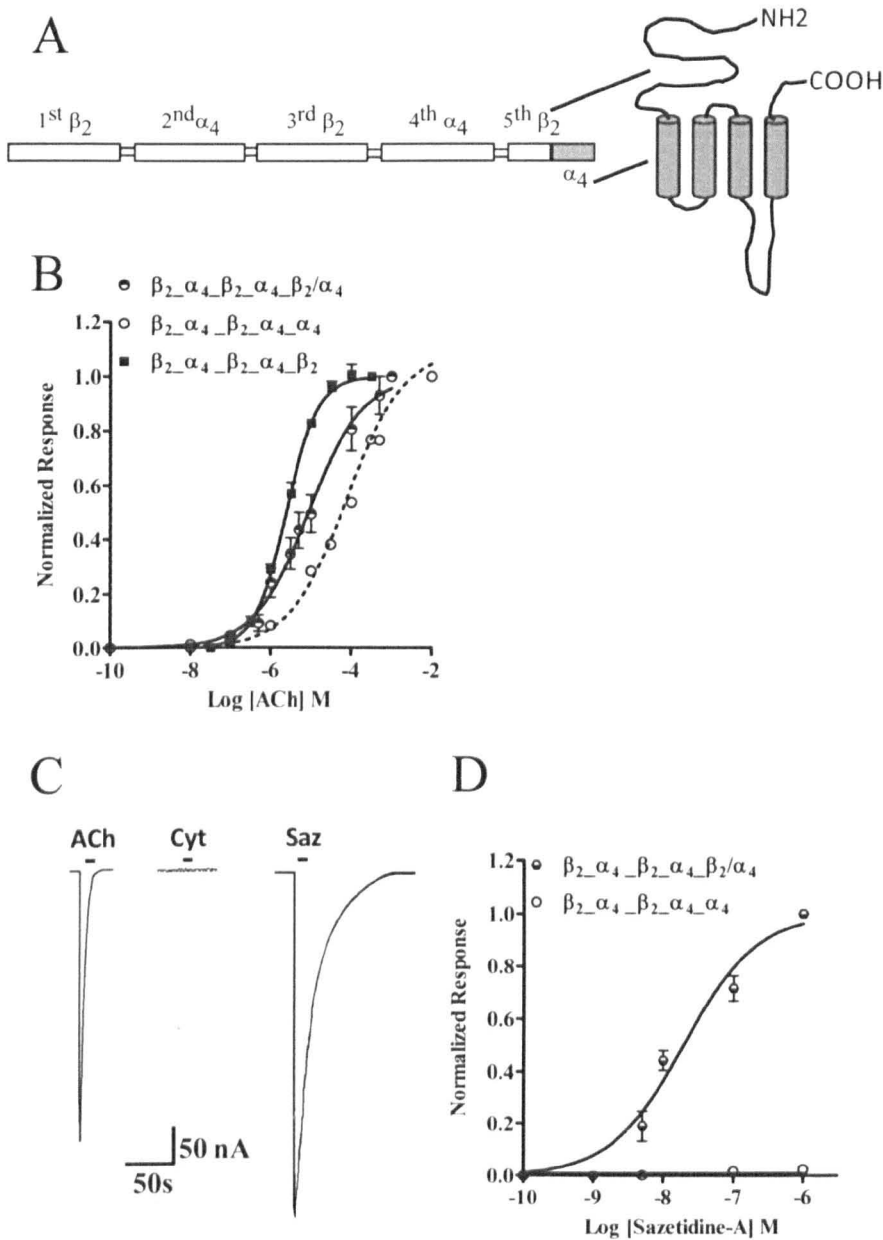 A
NH2
COOH
1st β2 2nd α4 3rd β2 4th α4 5th β2
α4
B
β2_α4_β2_α4_β2/α4
β2_α4_β2_α4_α4
β2_α4_β2_α4_β2
1.2
1.0
0.8
0.6
0.4
0.2
0.0
Normalized Response
-10 -8 -6 -4 -2
Log [ACh] M
C
ACh Cyt Saz
50 nA
50s
D
β2_α4_β2_α4_β2/α4
β2_α4_β2_α4_α4
1.2
1.0
0.8
0.6
0.4
0.2
0.0
Normalized Response
-10 -9 -8 -7 -6
Log [Sazetidine-A] M